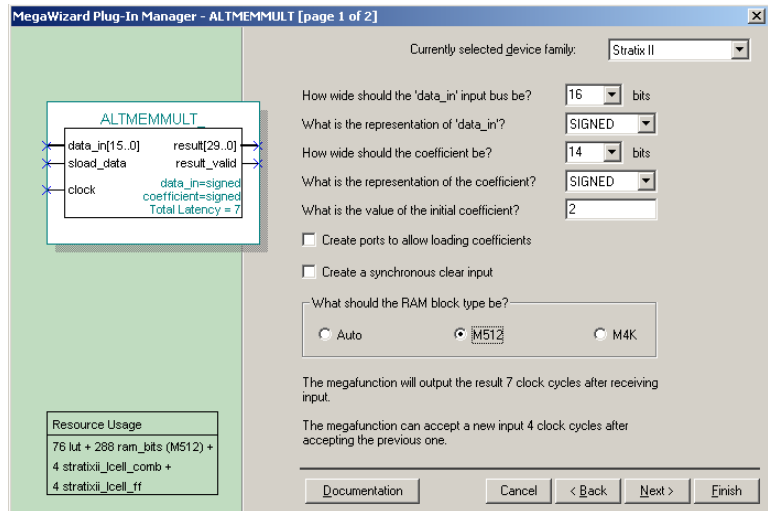 MegaWizard Plug-In Manager - ALTMEMMULT [page 1 of 2]
Currently selected device family: Stratix II
How wide should the 'data_in' input bus be? 16 bits
What is the representation of 'data_in'? SIGNED
How wide should the coefficient be? 14 bits
What is the representation of the coefficient? SIGNED
What is the value of the initial coefficient? 2
Create ports to allow loading coefficients
Create a synchronous clear input
What should the RAM block type be?
Auto M512 M4K
The megafunction will output the result 7 clock cycles after receiving
input.
The megafunction can accept a new input 4 clock cycles after
accepting the previous one.
ALTMEMMULT_
data_in[15..0] result[29..0]
sload_data result_valid
clock
data_in=signed
coefficient=signed
Total Latency = 7
Resource Usage
76 lut + 288 ram_bits (M512) +
4 stratixii_lcell_comb +
4 stratixii_lcell_ff
Documentation Cancel < Back Next > Finish